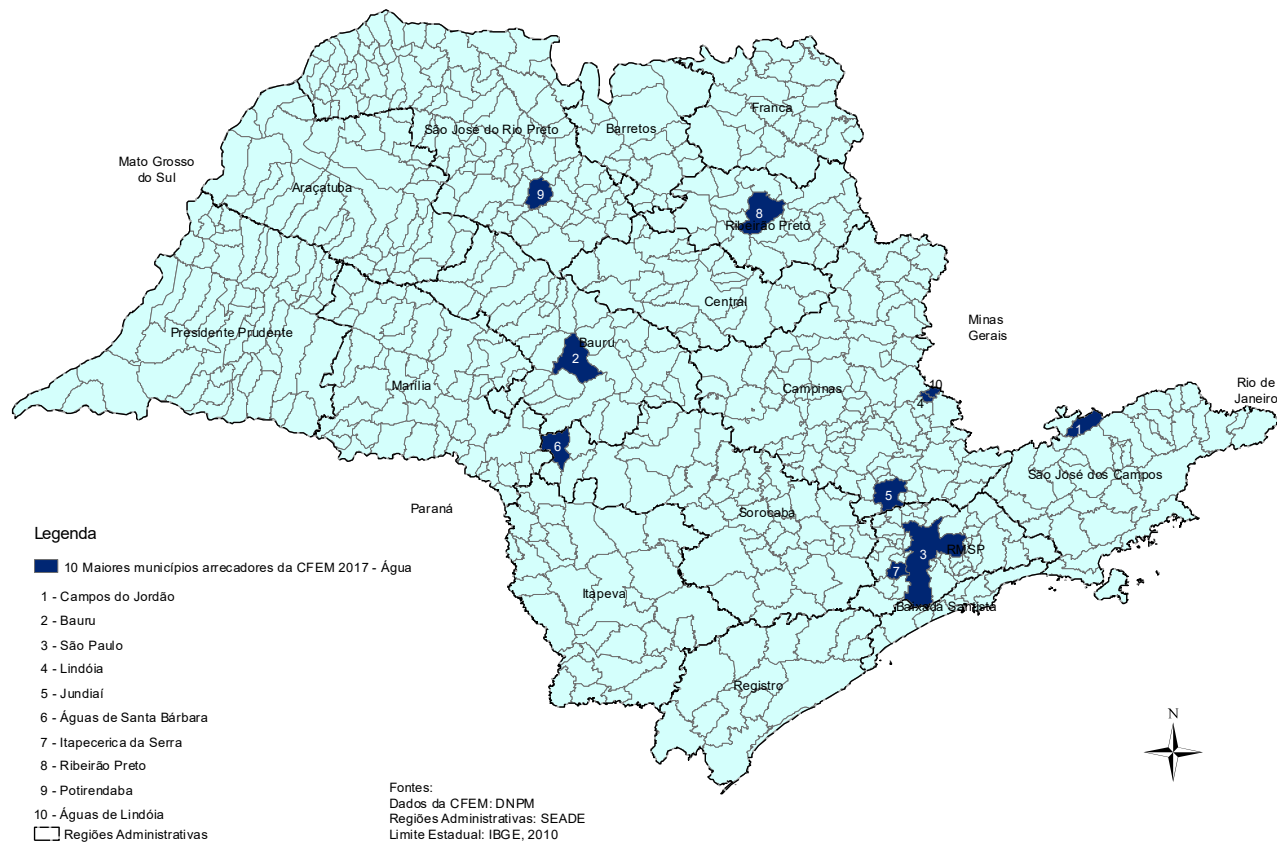 Franca
São José do Rio Preto
Barretos
Mato Grosso
do Sul
Araçatuba
9
8
Ribeirão Preto
Central
Minas
Gerais
Presidente Prudente
Bauru
2
Marília
Campinas
10
4
Rio de
Janeiro
1
6
São José dos Campos
5
Paraná
Sorocaba
RMSP
3
7
Itapeva
Baixada Santista
Registro
N
Legenda
10 Maiores municípios arrecadores da CFEM 2017 - Água
1 - Campos do Jordão
2 - Bauru
3 - São Paulo
4 - Lindóia
5 - Jundiaí
6 - Águas de Santa Bárbara
7 - Itapecerica da Serra
8 - Ribeirão Preto
9 - Potirendaba
10 - Águas de Lindóia
Regiões Administrativas
Fontes:
Dados da CFEM: DNPM
Regiões Administrativas: SEADE
Limite Estadual: IBGE, 2010